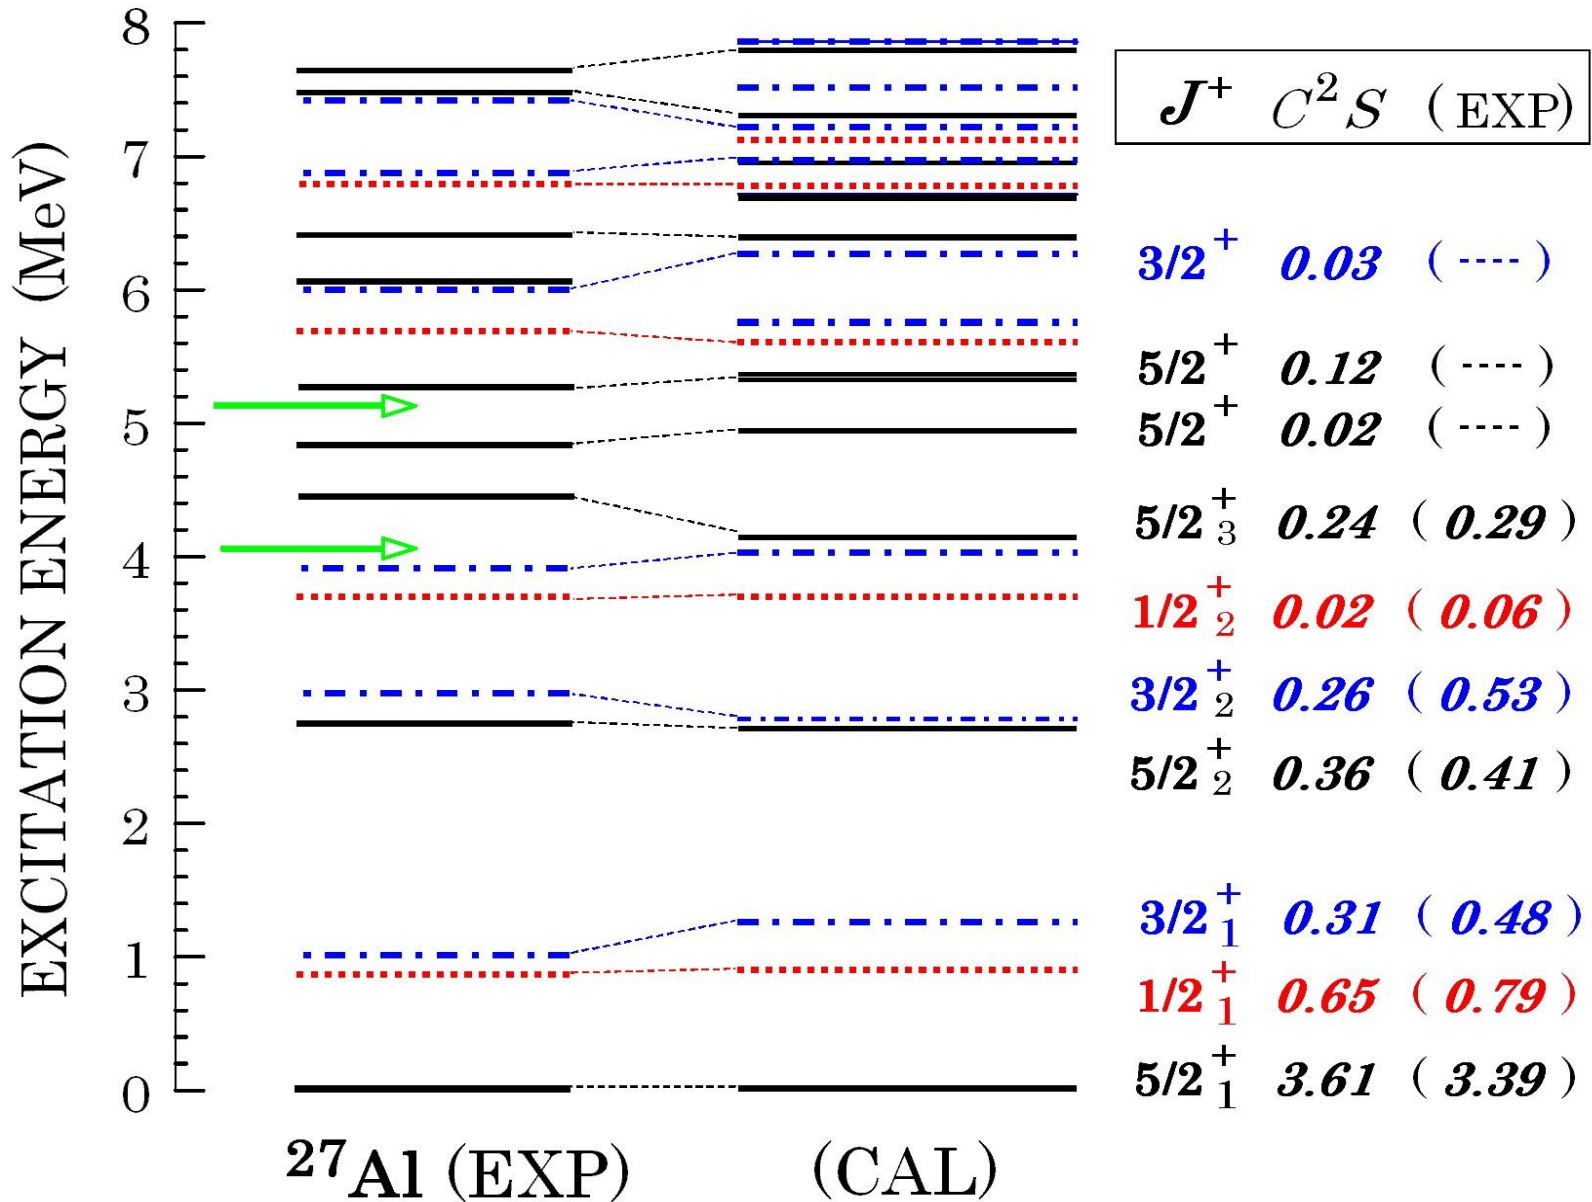 EXCITATION ENERGY (MeV)
8
7
6
5
4
3
2
1
0
J⁺ C²S (EXP)
3/2⁺ 0.03 (----)
5/2⁺ 0.12 (----)
5/2⁺ 0.02 (----)
5/2⁺₃ 0.24 (0.29)
1/2⁺₂ 0.02 (0.06)
3/2⁺₂ 0.26 (0.53)
5/2⁺₂ 0.36 (0.41)
3/2⁺₁ 0.31 (0.48)
1/2⁺₁ 0.65 (0.79)
5/2⁺₁ 3.61 (3.39)
²⁷Al (EXP) (CAL)